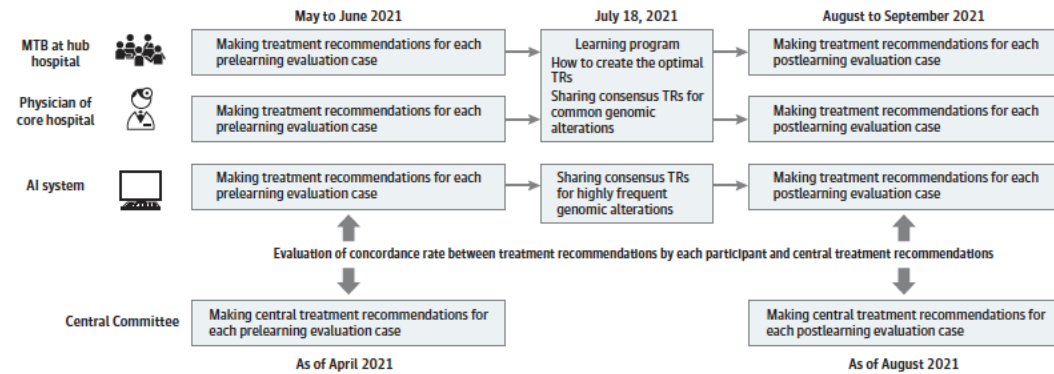 May to June 2021
July 18, 2021
August to September 2021
MTB at hub
hospital
Making treatment recommendations for each
prelearning evaluation case
Learning program
How to create the optimal
TRs
Sharing consensus TRs for
common genomic
alterations
Making treatment recommendations for each
postlearning evaluation case
Physician of
core hospital
Making treatment recommendations for each
prelearning evaluation case
Making treatment recommendations for each
postlearning evaluation case
AI system
Making treatment recommendations for each
prelearning evaluation case
Sharing consensus TRs
for highly frequent
genomic alterations
Making treatment recommendations for each
postlearning evaluation case
Evaluation of concordance rate between treatment recommendations by each participant and central treatment recommendations
Central Committee
Making central treatment recommendations for
each prelearning evaluation case
Making central treatment recommendations for
each postlearning evaluation case
As of April 2021
As of August 2021